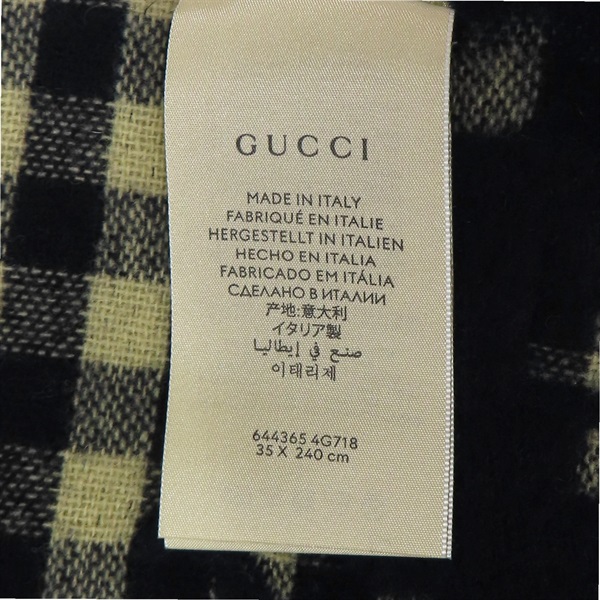 GUCCI
MADE IN ITALY
FABRIQUÉ EN ITALIE
HERGESTELLT IN ITALIEN
HECHO EN ITALIA
FABRICADO EM ITÁLIA
СДЕЛАНО В ИТАЛИИ
产地:意大利
イタリア製
صنع في إيطاليا
이태리제
644365 4G718
35 X 240 cm